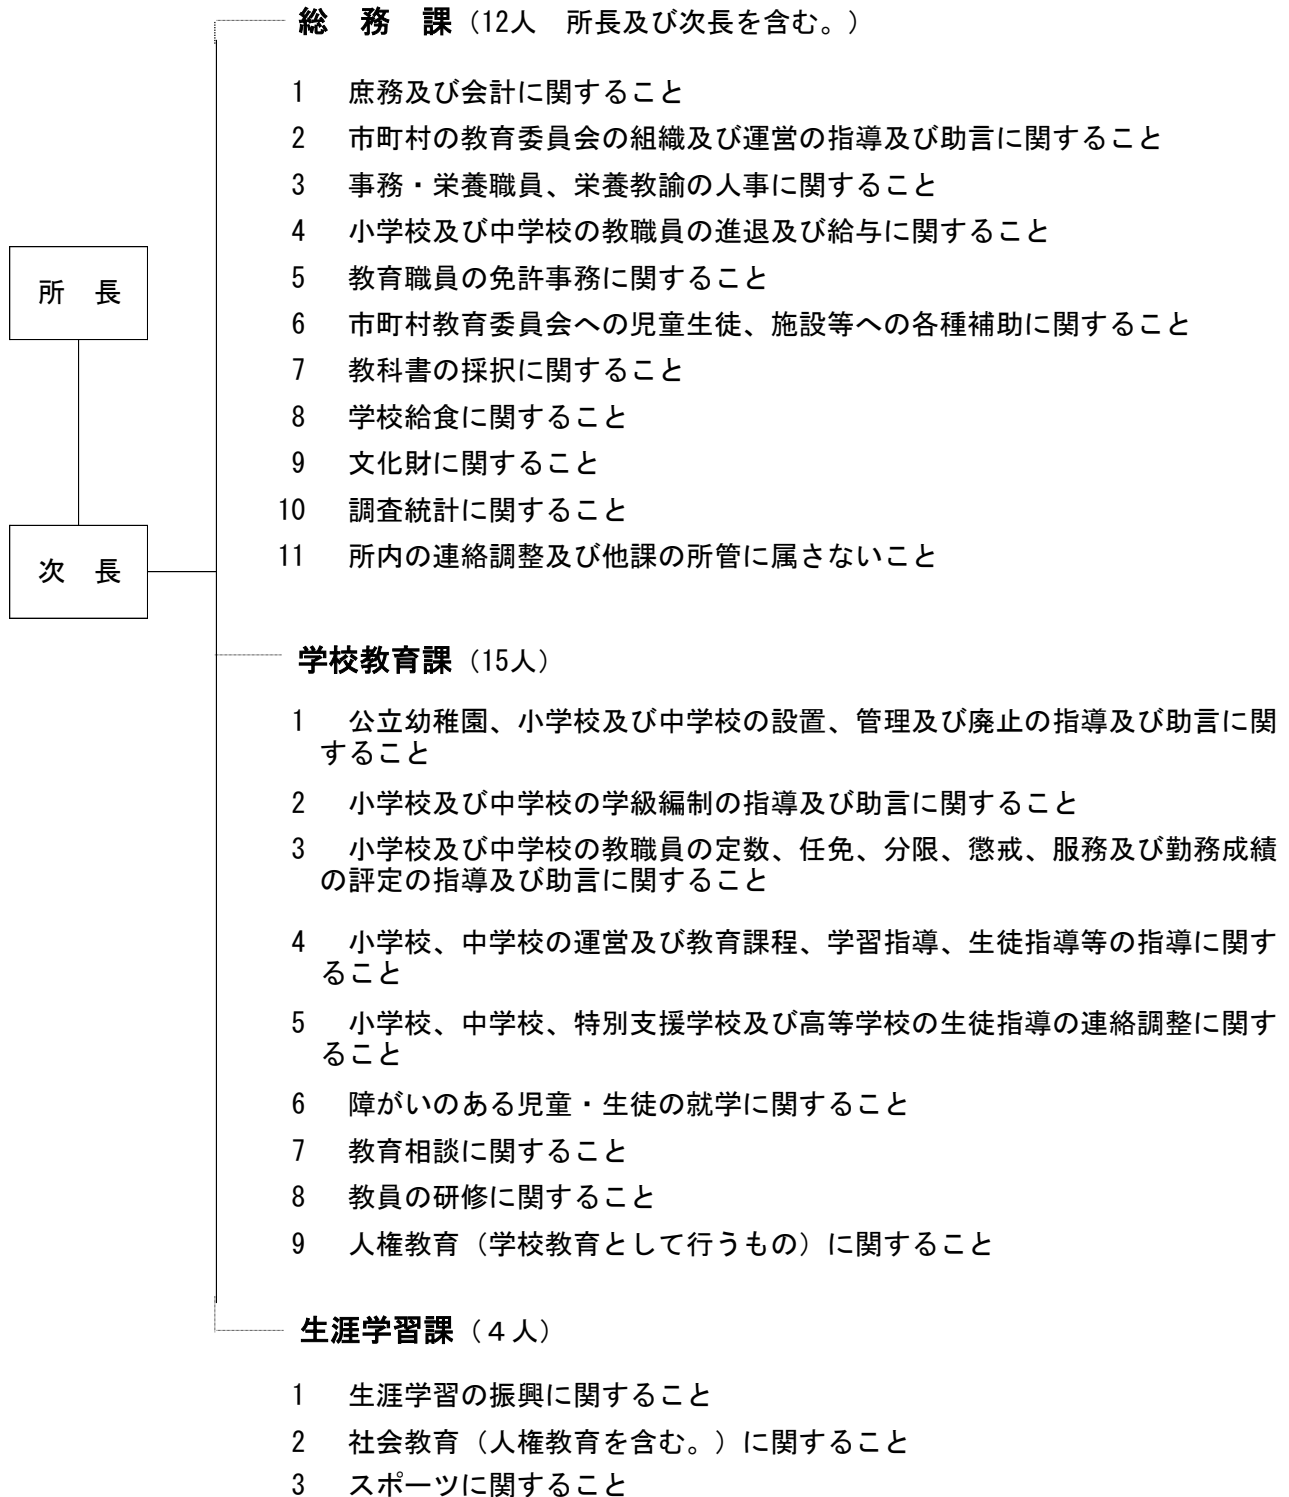 総　務　課（12人　所長及び次長を含む。）
1　庶務及び会計に関すること
2　市町村の教育委員会の組織及び運営の指導及び助言に関すること
3　事務・栄養職員、栄養教諭の人事に関すること
4　小学校及び中学校の教職員の進退及び給与に関すること
5　教育職員の免許事務に関すること
6　市町村教育委員会への児童生徒、施設等への各種補助に関すること
7　教科書の採択に関すること
8　学校給食に関すること
9　文化財に関すること
10　調査統計に関すること
11　所内の連絡調整及び他課の所管に属さないこと
所　長
次　長
学校教育課（15人）
1　公立幼稚園、小学校及び中学校の設置、管理及び廃止の指導及び助言に関
すること
2　小学校及び中学校の学級編制の指導及び助言に関すること
3　小学校及び中学校の教職員の定数、任免、分限、懲戒、服務及び勤務成績
の評定の指導及び助言に関すること
4　小学校、中学校の運営及び教育課程、学習指導、生徒指導等の指導に関す
ること
5　小学校、中学校、特別支援学校及び高等学校の生徒指導の連絡調整に関す
ること
6　障がいのある児童・生徒の就学に関すること
7　教育相談に関すること
8　教員の研修に関すること
9　人権教育（学校教育として行うもの）に関すること
生涯学習課（４人）
1　生涯学習の振興に関すること
2　社会教育（人権教育を含む。）に関すること
3　スポーツに関すること